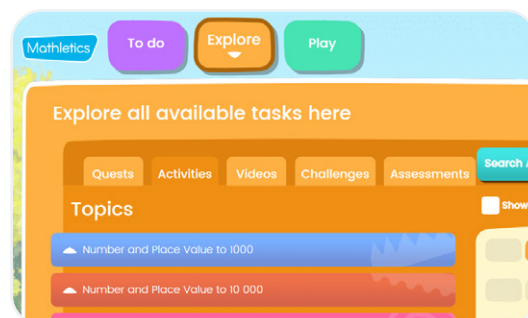 Mathletics
To do
Explore
Play
Explore all available tasks here
Quests
Activities
Videos
Challenges
Assessments
Search
Topics
Show
Number and Place Value to 1000
Number and Place Value to 10 000